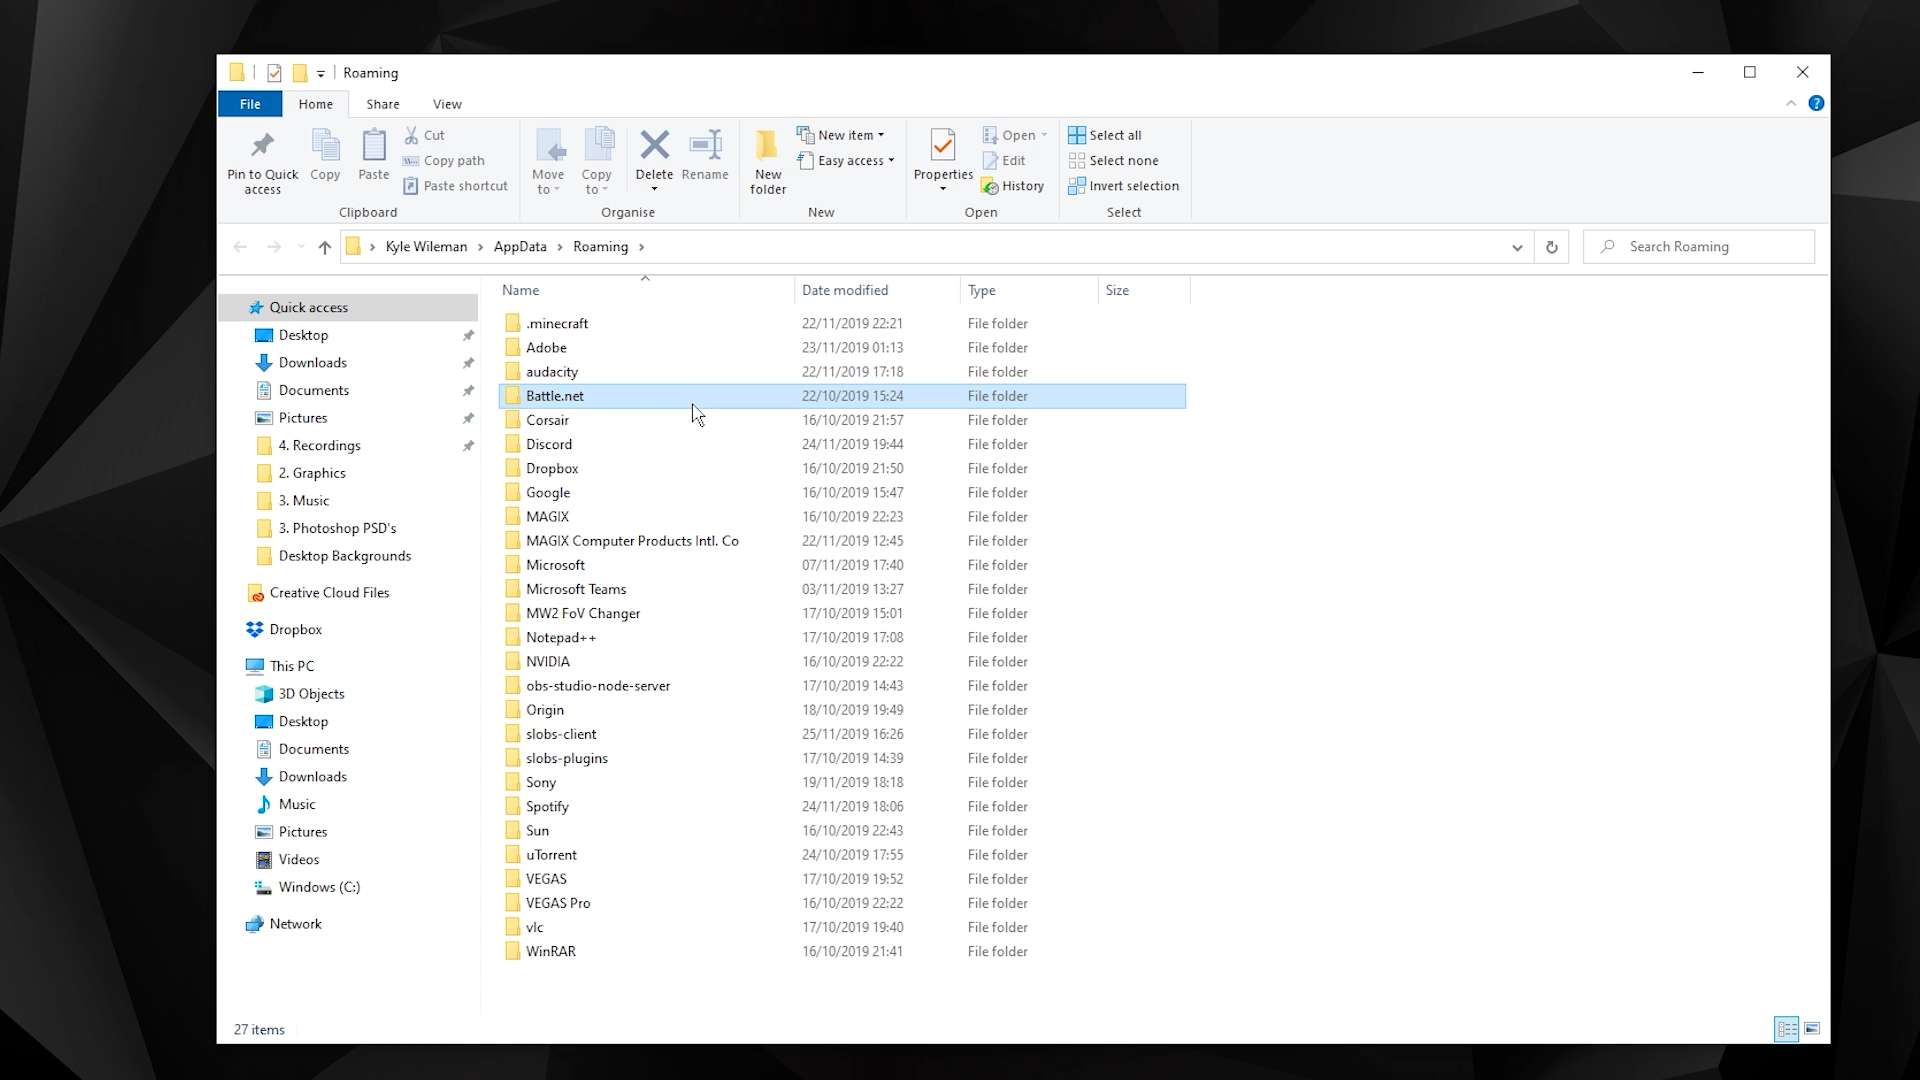 Roaming
File Home Share View
Pin to Quick access
Copy
Paste
Cut
Copy path
Paste shortcut
Clipboard
Move to
Copy to
Delete
Rename
Organise
New folder
New item
Easy access
New
Properties
Open
Edit
History
Open
Select all
Select none
Invert selection
Select
Kyle Wileman > AppData > Roaming >
Search Roaming
Quick access
Desktop
Downloads
Documents
Pictures
4. Recordings
2. Graphics
3. Music
3. Photoshop PSD's
Desktop Backgrounds
Creative Cloud Files
Dropbox
This PC
3D Objects
Desktop
Documents
Downloads
Music
Pictures
Videos
Windows (C:)
Network
Name Date modified Type Size
.minecraft 22/11/2019 22:21 File folder
Adobe 23/11/2019 01:13 File folder
audacity 22/11/2019 17:18 File folder
Battle.net 22/10/2019 15:24 File folder
Corsair 16/10/2019 21:57 File folder
Discord 24/11/2019 19:44 File folder
Dropbox 16/10/2019 21:50 File folder
Google 16/10/2019 15:47 File folder
MAGIX 16/10/2019 22:23 File folder
MAGIX Computer Products Intl. Co 22/11/2019 12:45 File folder
Microsoft 07/11/2019 17:40 File folder
Microsoft Teams 03/11/2019 13:27 File folder
MW2 FoV Changer 17/10/2019 15:01 File folder
Notepad++ 17/10/2019 17:08 File folder
NVIDIA 16/10/2019 22:22 File folder
obs-studio-node-server 17/10/2019 14:43 File folder
Origin 18/10/2019 19:49 File folder
slobs-client 25/11/2019 16:26 File folder
slobs-plugins 17/10/2019 14:39 File folder
Sony 19/11/2019 18:18 File folder
Spotify 24/11/2019 18:06 File folder
Sun 16/10/2019 22:43 File folder
uTorrent 24/10/2019 17:55 File folder
VEGAS 17/10/2019 19:52 File folder
VEGAS Pro 16/10/2019 22:22 File folder
vlc 17/10/2019 19:40 File folder
WinRAR 16/10/2019 21:41 File folder
27 items